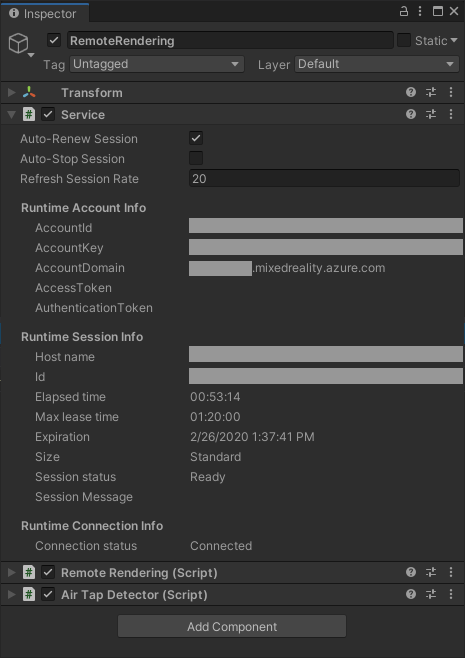 Inspector
RemoteRendering Static
Tag Untagged Layer Default
Transform
Service
Auto-Renew Session
Auto-Stop Session
Refresh Session Rate 20
Runtime Account Info
AccountId
AccountKey
AccountDomain .mixedreality.azure.com
AccessToken
AuthenticationToken
Runtime Session Info
Host name
Id
Elapsed time 00:53:14
Max lease time 01:20:00
Expiration 2/26/2020 1:37:41 PM
Size Standard
Session status Ready
Session Message
Runtime Connection Info
Connection status Connected
# Remote Rendering (Script)
# Air Tap Detector (Script)
Add Component